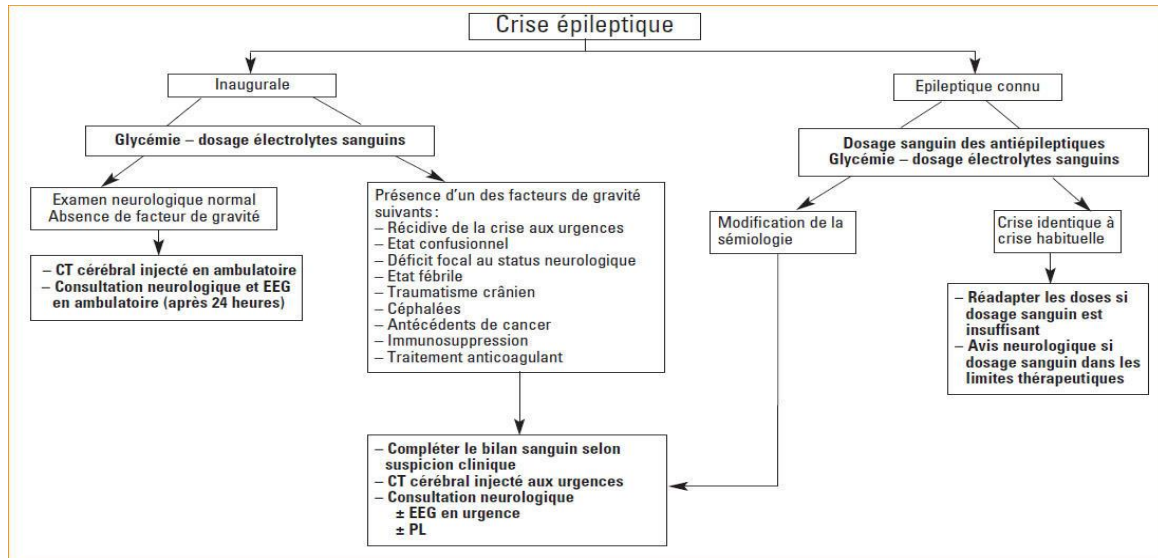 Crise épileptique
Inaugurale
Epileptique connu
Glycémie – dosage électrolytes sanguins
Dosage sanguin des antiépileptiques
Glycémie – dosage électrolytes sanguins
Examen neurologique normal
Absence de facteur de gravité
Présence d'un des facteurs de gravité
suivants :
– Récidive de la crise aux urgences
– Etat confusionnel
– Déficit focal au status neurologique
– Etat fébrile
– Traumatisme crânien
– Céphalées
– Antécédents de cancer
– Immunosuppression
– Traitement anticoagulant
Modification de la
sémiologie
Crise identique à
crise habituelle
– CT cérébral injecté en ambulatoire
– Consultation neurologique et EEG
en ambulatoire (après 24 heures)
– Réadapter les doses si
dosage sanguin est
insuffisant
– Avis neurologique si
dosage sanguin dans les
limites thérapeutiques
– Compléter le bilan sanguin selon
suspicion clinique
– CT cérébral injecté aux urgences
– Consultation neurologique
± EEG en urgence
± PL